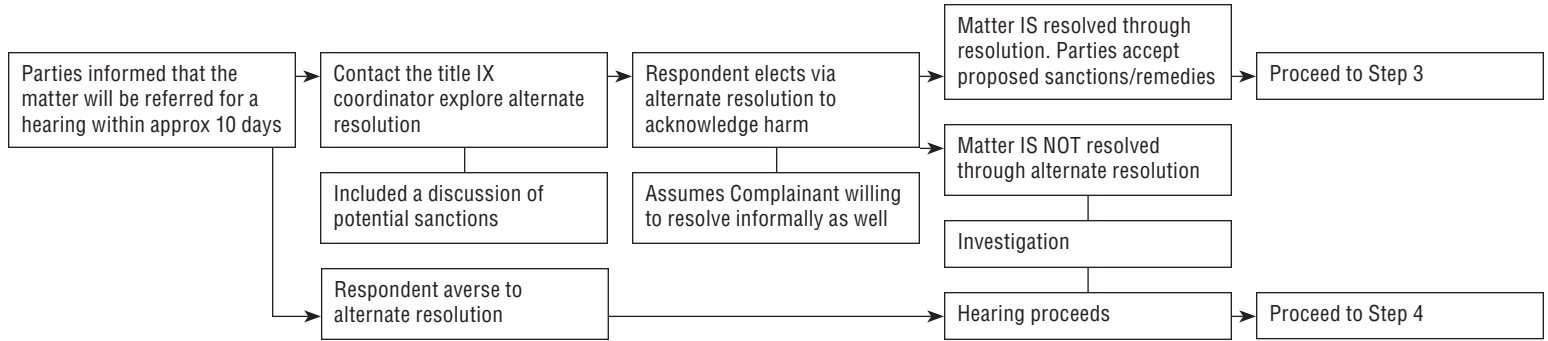 Parties informed that the
matter will be referred for a
hearing within approx 10 days
Contact the title IX
coordinator explore alternate
resolution
Included a discussion of
potential sanctions
Respondent elects via
alternate resolution to
acknowledge harm
Assumes Complainant willing
to resolve informally as well
Matter IS resolved through
resolution. Parties accept
proposed sanctions/remedies
Proceed to Step 3
Matter IS NOT resolved
through alternate resolution
Investigation
Respondent averse to
alternate resolution
Hearing proceeds
Proceed to Step 4